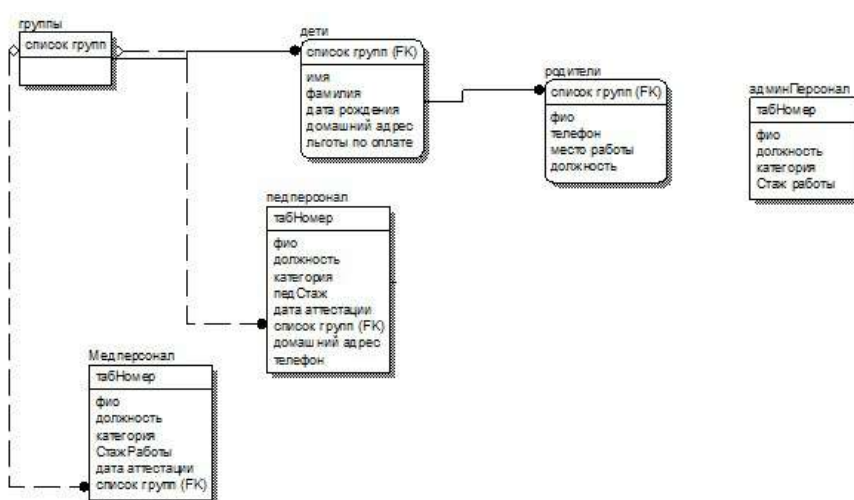 группы
список групп
дети
список групп (FK)
имя
фамилия
дата рождения
домашний адрес
льготы по оплате
родители
список групп (FK)
фио
телефон
место работы
должность
админПерсонал
табНомер
фио
должность
категория
Стаж работы
педперсонал
табНомер
фио
должность
категория
педСтаж
дата аттестации
список групп (FK)
домашний адрес
телефон
Медперсонал
табНомер
фио
должность
категория
СтажРаботы
дата аттестации
список групп (FK)